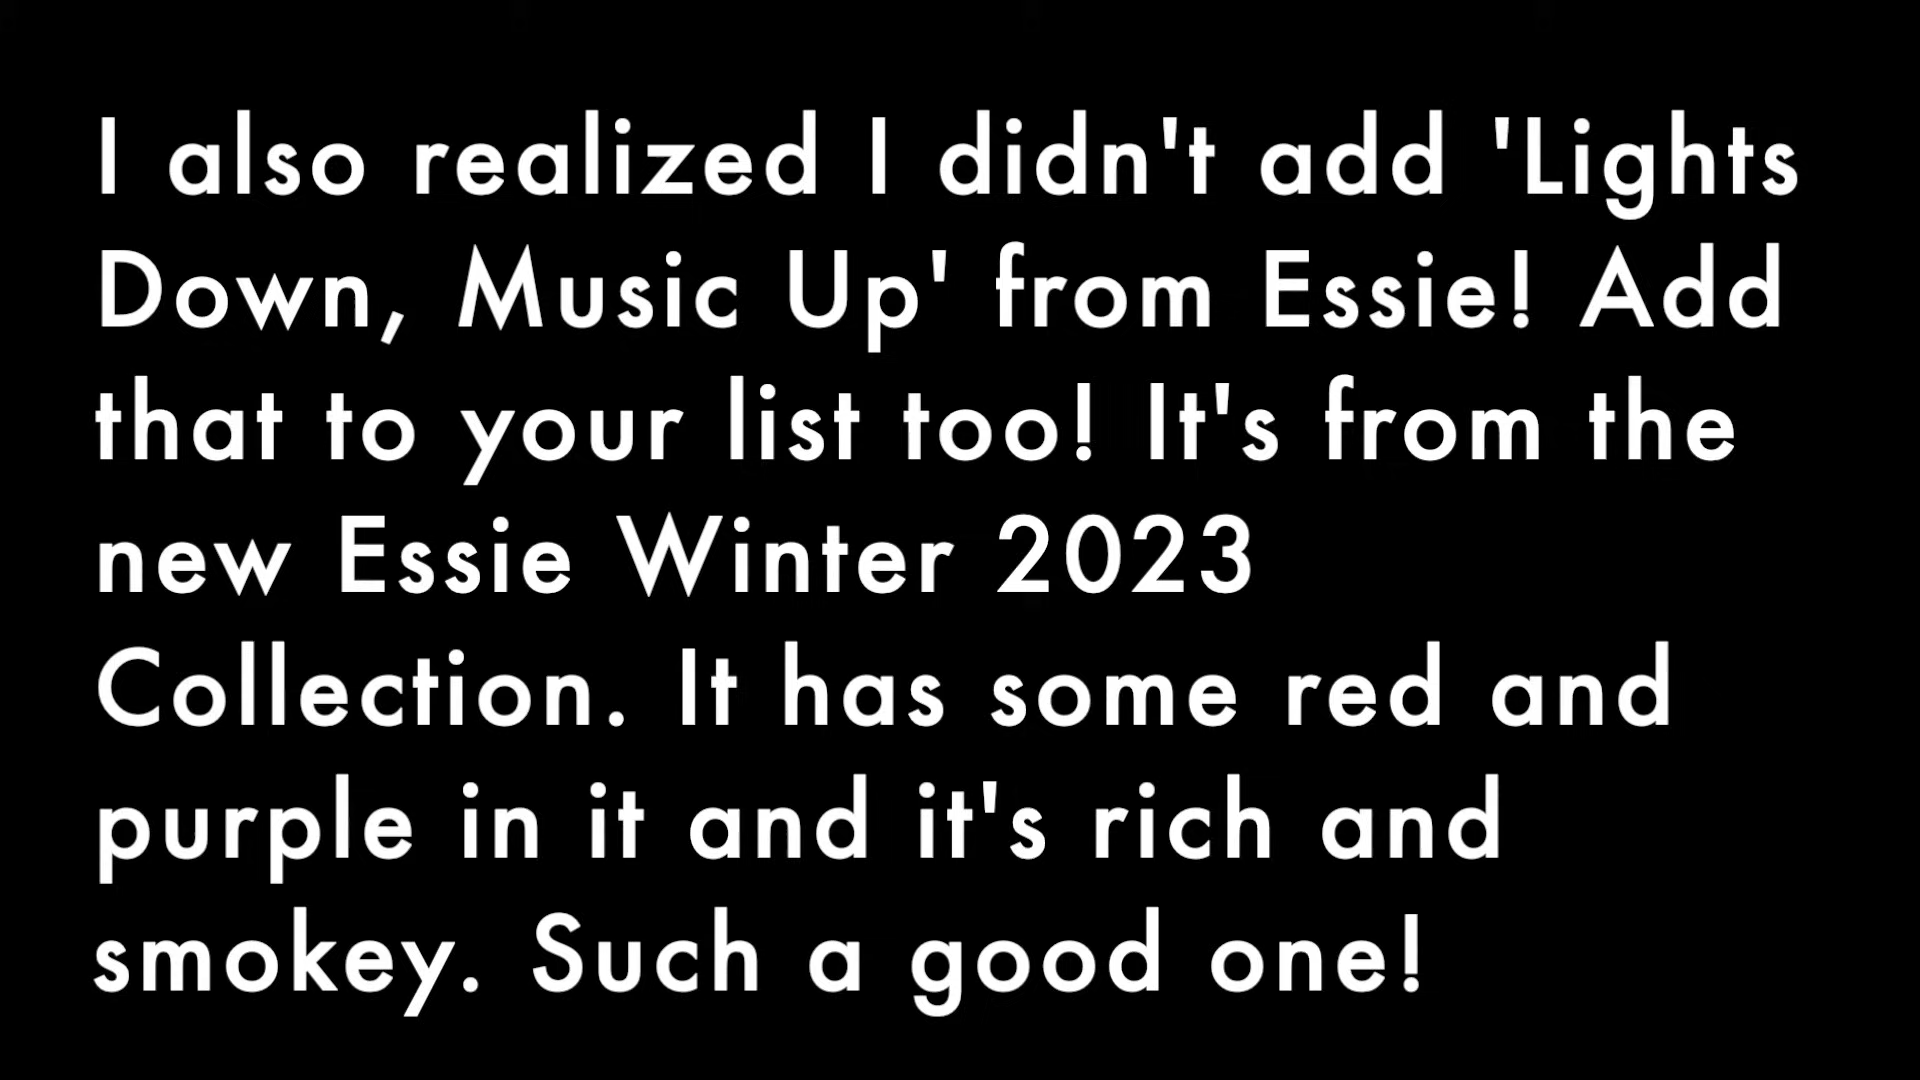 I also realized I didn't add 'Lights
Down, Music Up' from Essie! Add
that to your list too! It's from the
new Essie Winter 2023
Collection. It has some red and
purple in it and it's rich and
smokey. Such a good one!